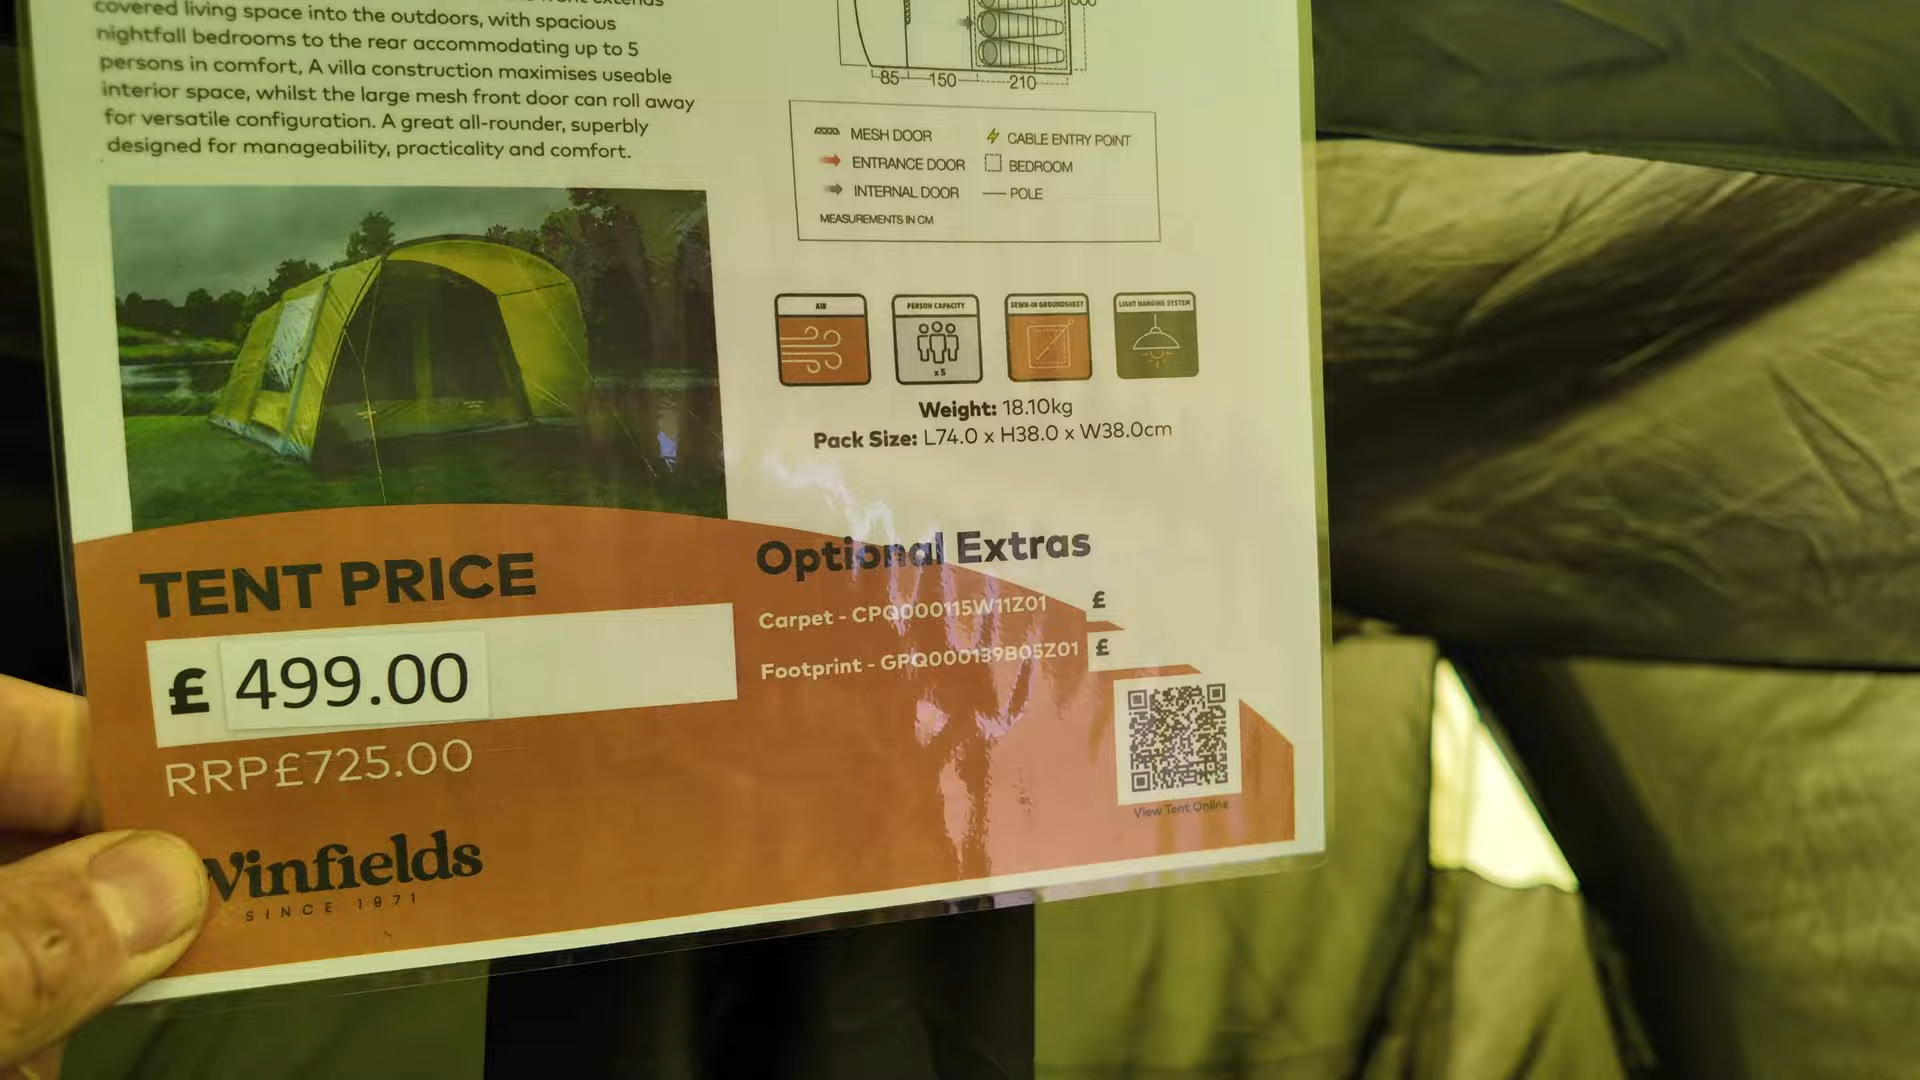 covered living space into the outdoors, with spacious
nightfall bedrooms to the rear accommodating up to 5
persons in comfort, A villa construction maximises useable
interior space, whilst the large mesh front door can roll away
for versatile configuration. A great all-rounder, superbly
designed for manageability, practicality and comfort.
85 150 210
MESH DOOR
ENTRANCE DOOR
INTERNAL DOOR
MEASUREMENTS IN CM
CABLE ENTRY POINT
BEDROOM
POLE
AIR
PERSON CAPACITY
x5
SEWN-IN GROUNDSHEET
LIGHT HANGING SYSTEM
Weight: 18.10kg
Pack Size: L74.0 x H38.0 x W38.0cm
TENT PRICE
£ 499.00
RRP£725.00
Winfields
SINCE 1971
Optional Extras
Carpet - CPQ000115W11Z01 £
Footprint - GPQ000139B05Z01 £
View Tent Online